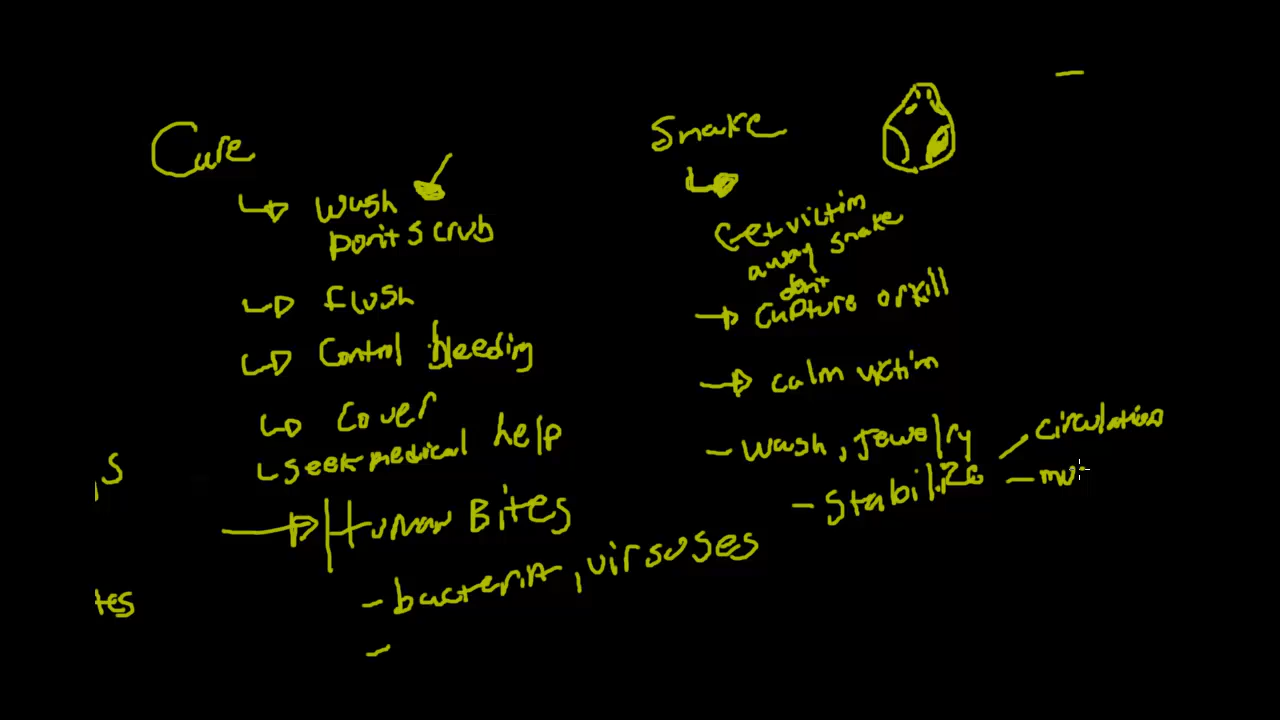 Cure
wash
Don't scrub
flush
Control bleeding
Cover
seek medical help
Human Bites
- bacteria, virsuses
-
Snake
Get victim
away snake
don't
capture or kill
calm victim
- wash, Jewelry
- Stabilize
circulation
- mu
s
tes